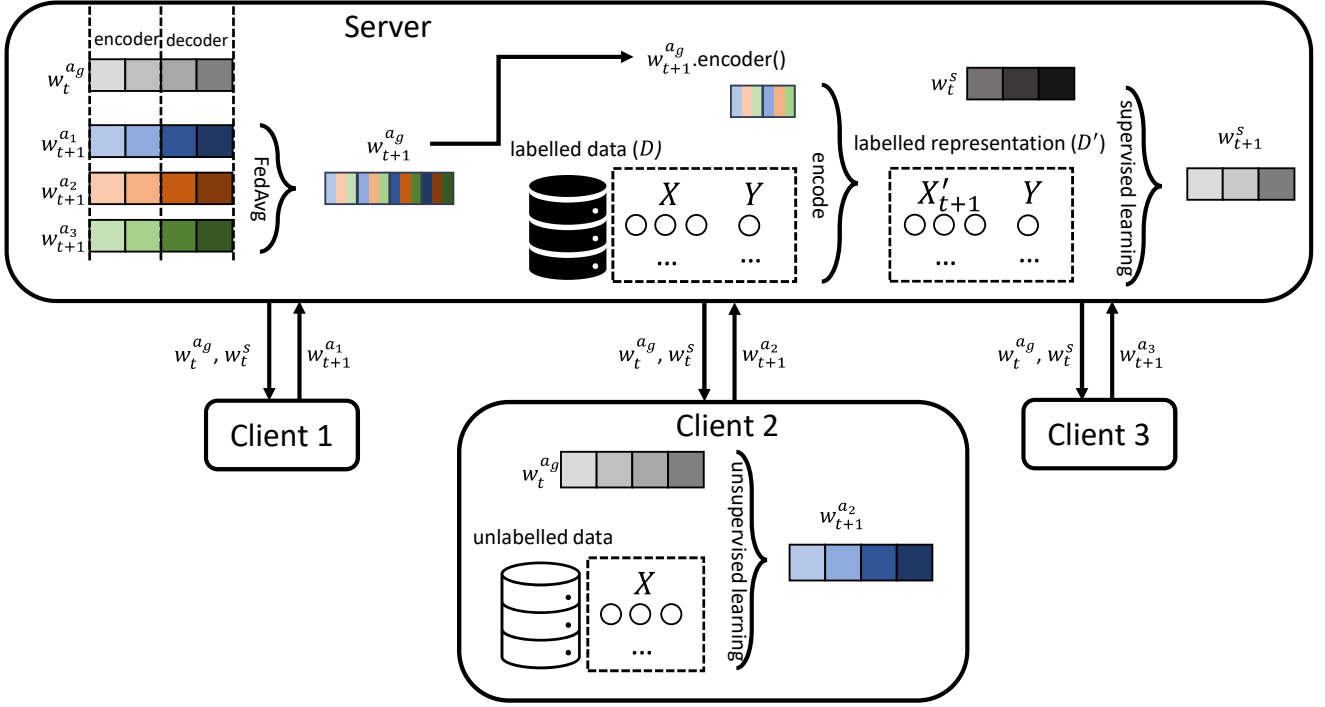 Server
encoder decoder
w_t^{a_g}
w_{t+1}^{a_1}
w_{t+1}^{a_2}
w_{t+1}^{a_3}
FedAvg
w_{t+1}^{a_g}
w_{t+1}^{a_g}.encoder()
labelled data (D)
X Y
... ...
encode
w_t^s
labelled representation (D′)
X′_{t+1} Y
... ...
supervised learning
w_{t+1}^s
w_t^{a_g}, w_t^s w_{t+1}^{a_1}
w_t^{a_g}, w_t^s w_{t+1}^{a_2}
w_t^{a_g}, w_t^s w_{t+1}^{a_3}
Client 1
Client 2
Client 3
w_t^{a_g}
unlabelled data
X
...
unsupervised learning
w_{t+1}^{a_2}